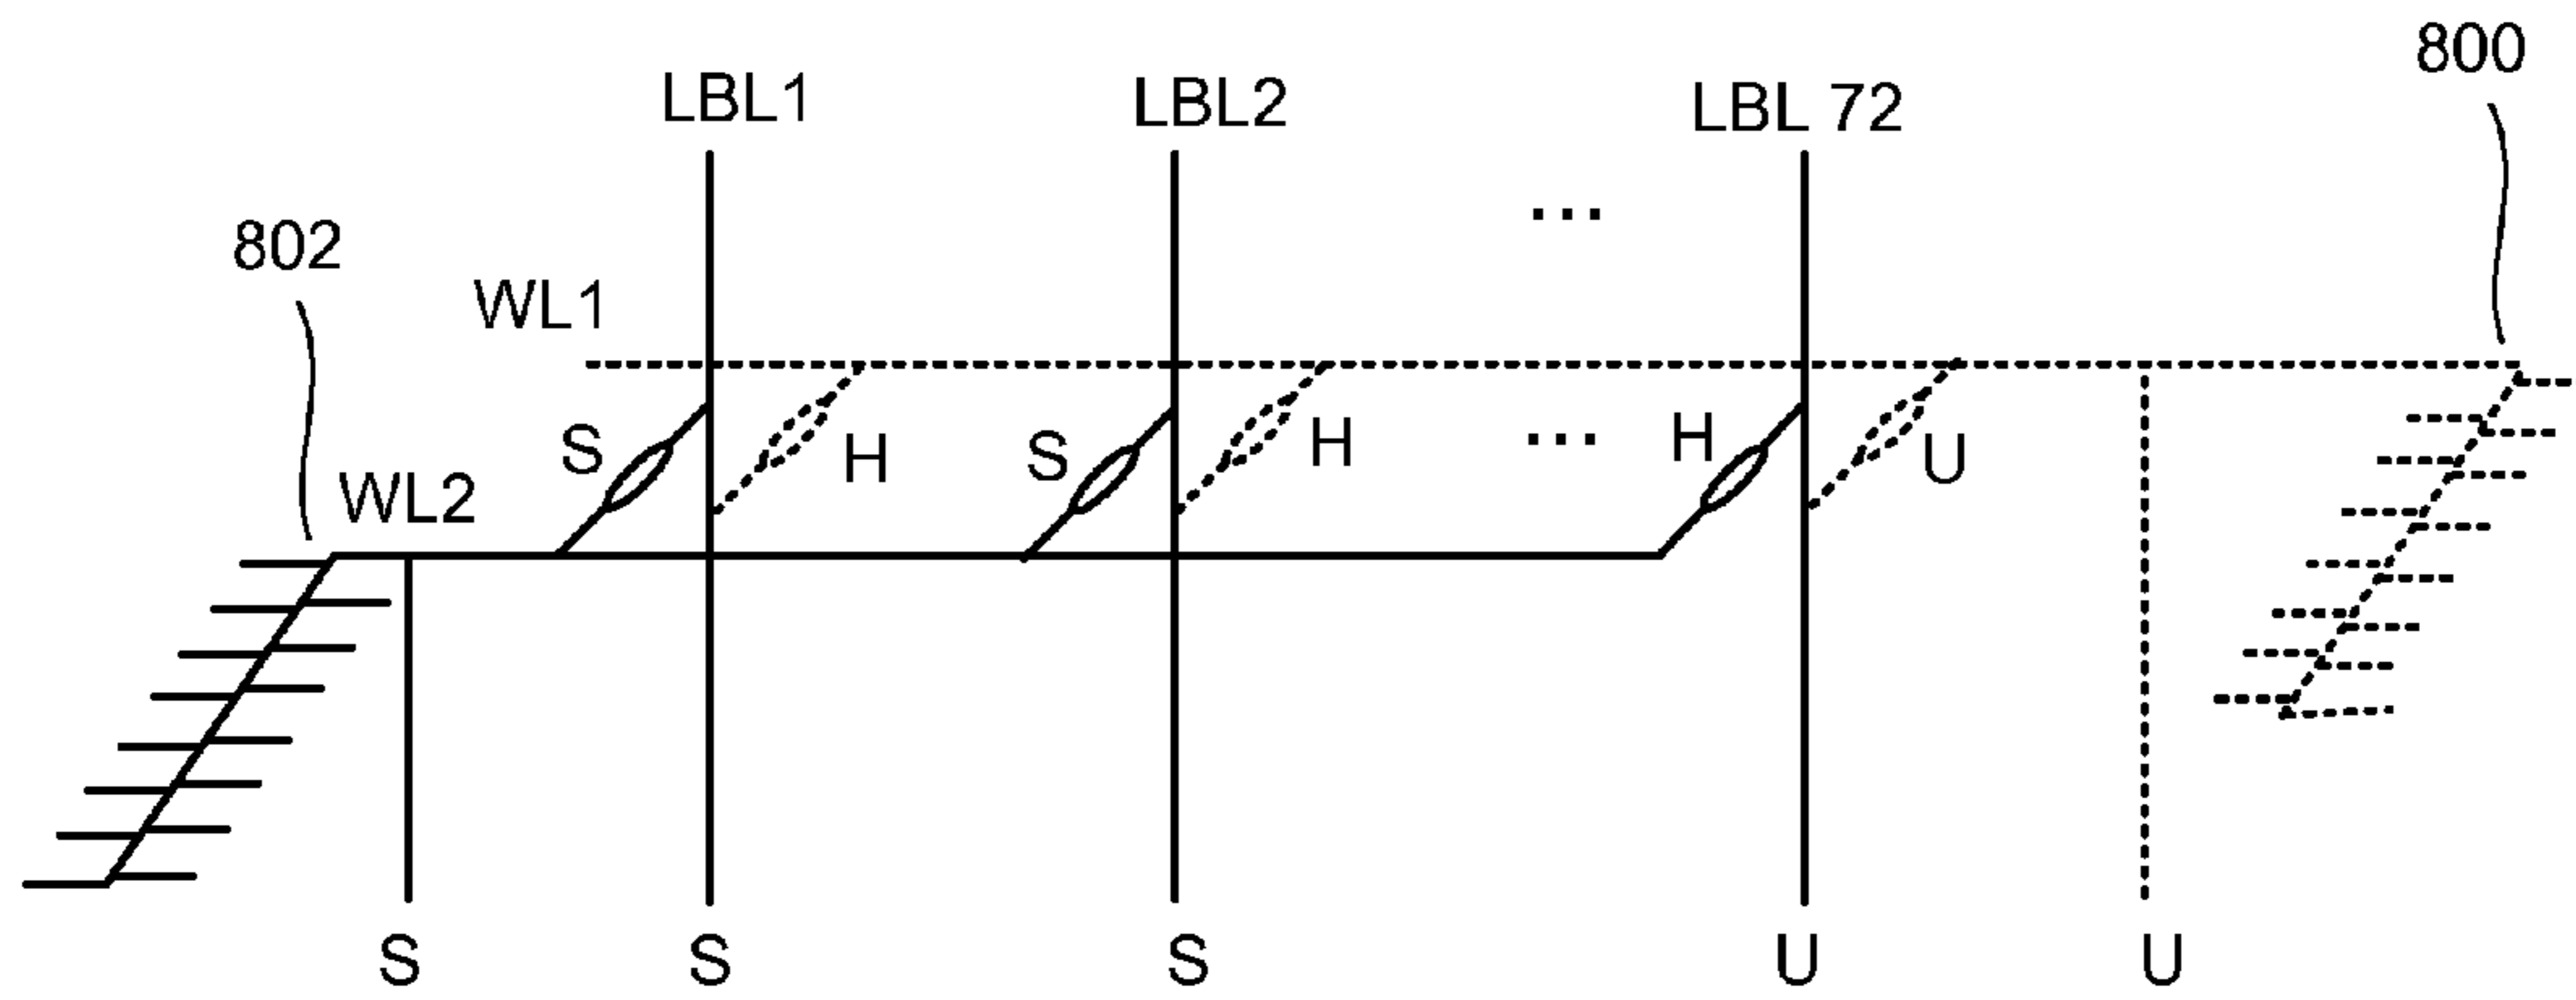 800
LBL1 LBL2 LBL 72
...
802
WL1
S H S H ... H U
WL2
S S S U U